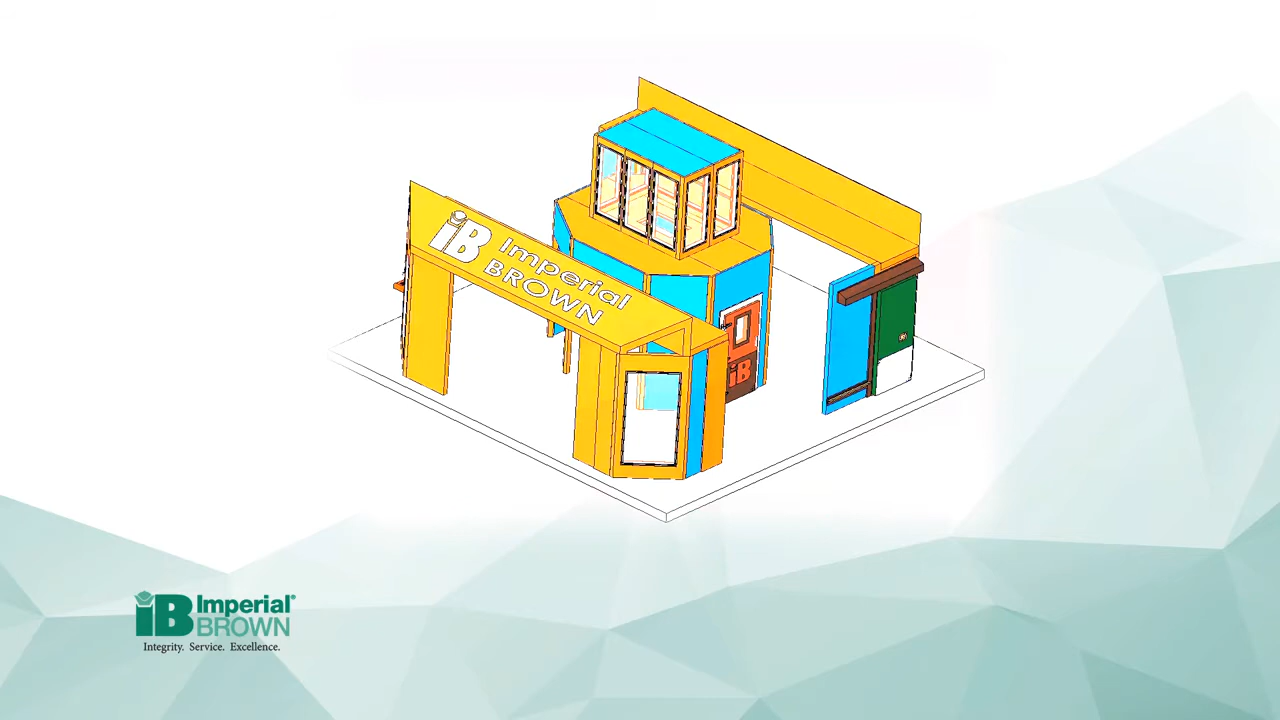 iB Imperial
BROWN
iB
iB Imperial®
BROWN
Integrity. Service. Excellence.